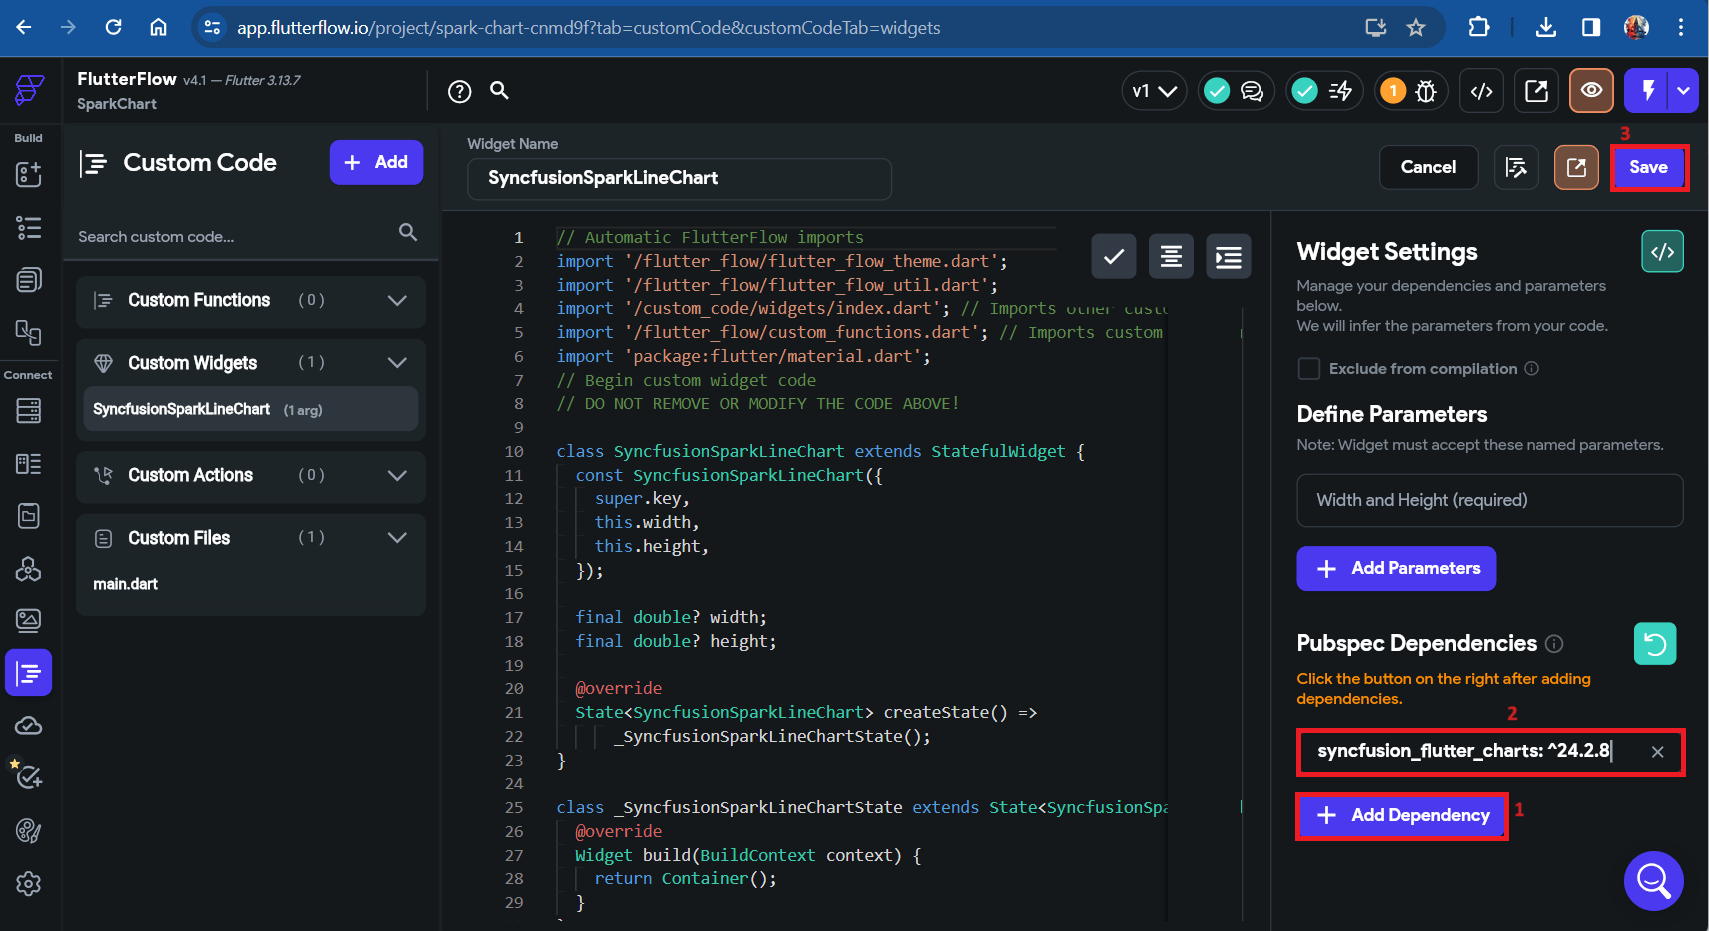 app.flutterflow.io/project/spark-chart-cnmd9f?tab=customCode&customCodeTab=widgets
FlutterFlow v4.1 — Flutter 3.13.7
SparkChart
v1
1
Build
Connect
Custom Code
+ Add
Search custom code...
Custom Functions (0)
Custom Widgets (1)
SyncfusionSparkLineChart (1 arg)
Custom Actions (0)
Custom Files (1)
main.dart
Widget Name
SyncfusionSparkLineChart
Cancel
3
Save
1 // Automatic FlutterFlow imports
2 import '/flutter_flow/flutter_flow_theme.dart';
3 import '/flutter_flow/flutter_flow_util.dart';
4 import '/custom_code/widgets/index.dart'; // Imports other custo
5 import '/flutter_flow/custom_functions.dart'; // Imports custom
6 import 'package:flutter/material.dart';
7 // Begin custom widget code
8 // DO NOT REMOVE OR MODIFY THE CODE ABOVE!
9
10 class SyncfusionSparkLineChart extends StatefulWidget {
11 const SyncfusionSparkLineChart({
12 super.key,
13 this.width,
14 this.height,
15 });
16
17 final double? width;
18 final double? height;
19
20 @override
21 State<SyncfusionSparkLineChart> createState() =>
22 _SyncfusionSparkLineChartState();
23 }
24
25 class _SyncfusionSparkLineChartState extends State<SyncfusionSpa
26 @override
27 Widget build(BuildContext context) {
28 return Container();
29 }
Widget Settings
Manage your dependencies and parameters
below.
We will infer the parameters from your code.
Exclude from compilation
Define Parameters
Note: Widget must accept these named parameters.
Width and Height (required)
+ Add Parameters
Pubspec Dependencies
Click the button on the right after adding
dependencies.
2
syncfusion_flutter_charts: ^24.2.8
+ Add Dependency 1